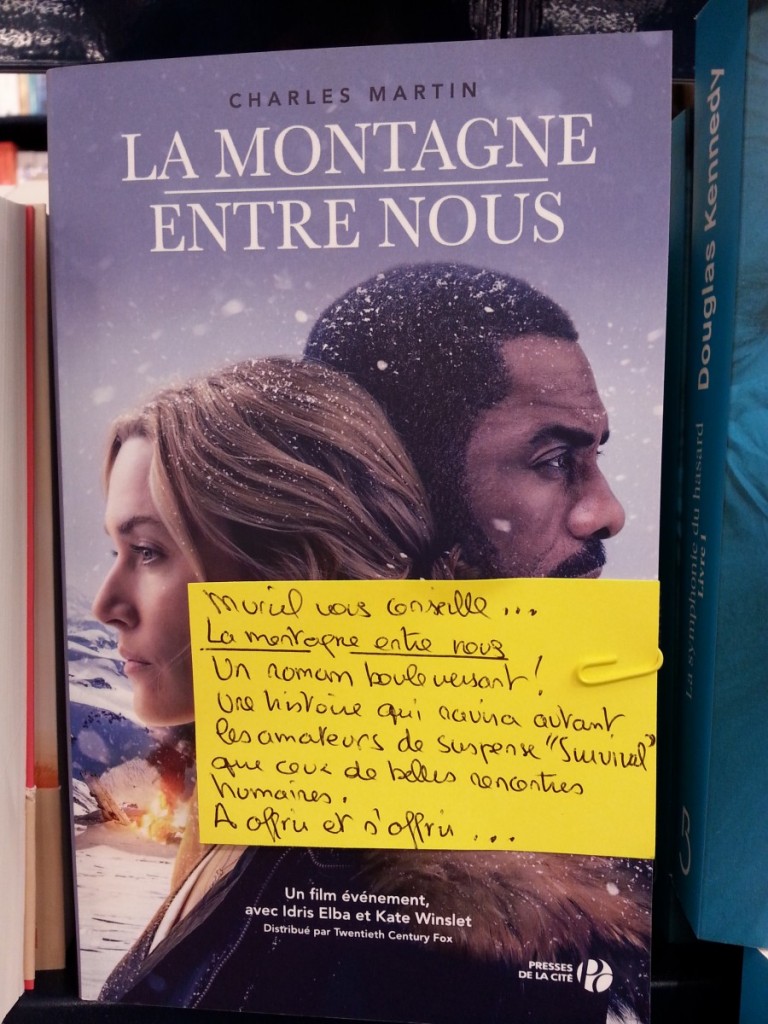 CHARLES MARTIN
LA MONTAGNE
ENTRE NOUS
Muriel vous conseille...
La montagne entre nous
Un roman bouleversant!
Une histoire qui ravira autant
les amateurs de suspense "Survival"
que ceux de belles rencontres
humaines.
A offrir et s'offrir...
Un film événement,
avec Idris Elba et Kate Winslet
Distribué par Twentieth Century Fox
PRESSES
DE LA CITÉ
Douglas Kennedy
La symphonie du hasard
Livre 1